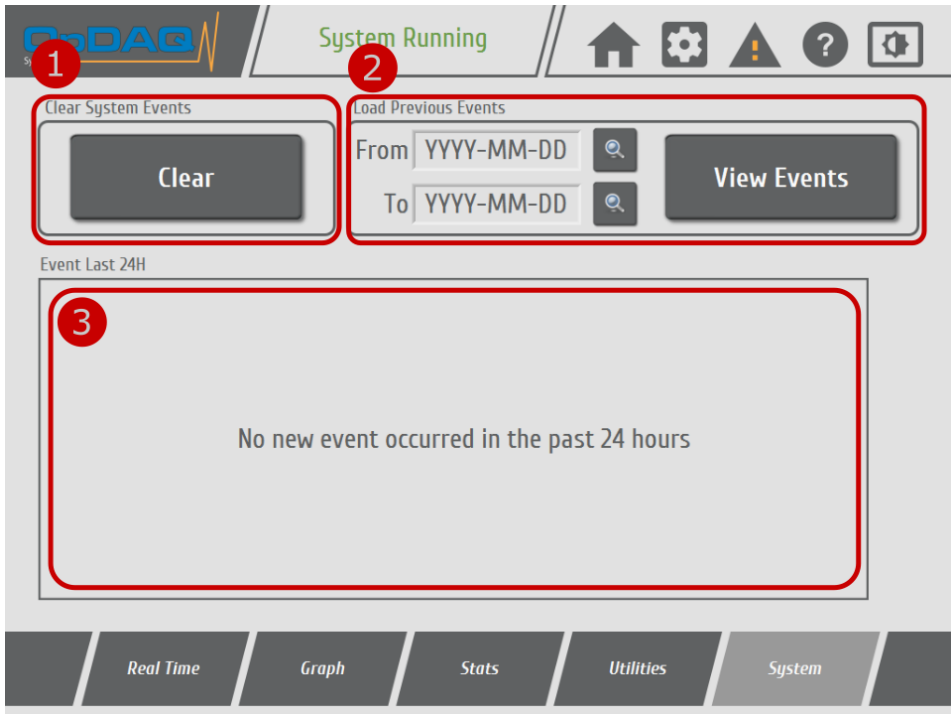 OpDAQ
System Running
1
2
Clear System Events
Load Previous Events
Clear
From YYYY-MM-DD
To YYYY-MM-DD
View Events
Event Last 24H
3
No new event occurred in the past 24 hours
Real Time
Graph
Stats
Utilities
System